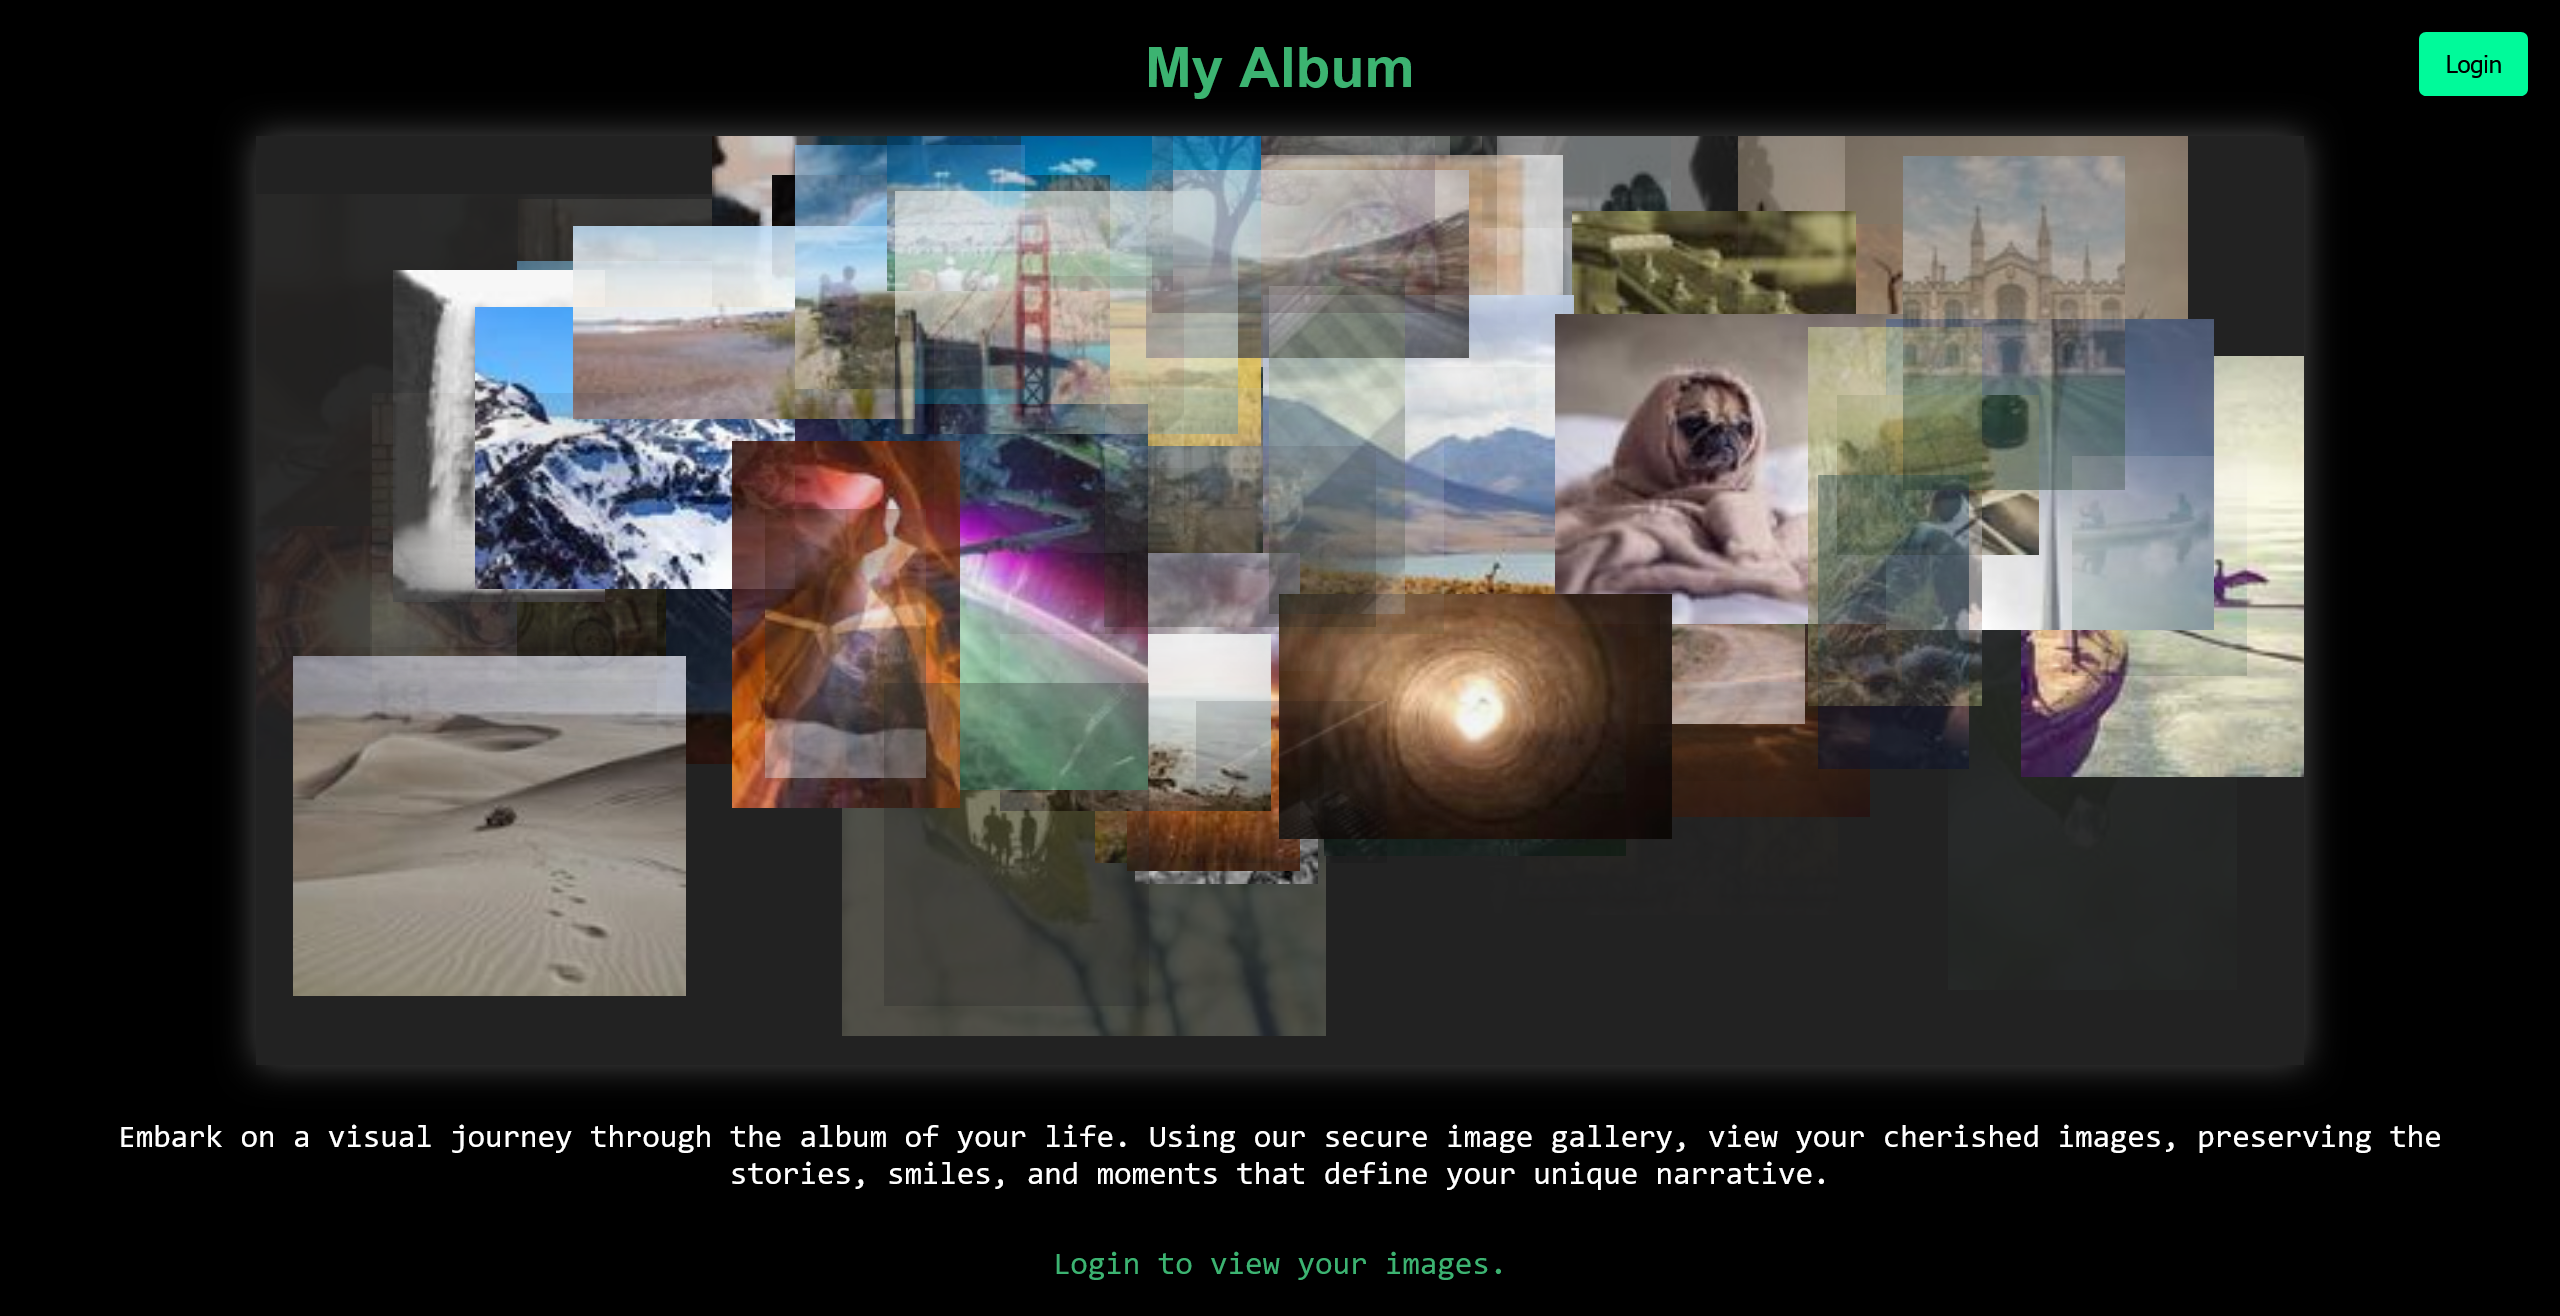 My Album
Login
Embark on a visual journey through the album of your life. Using our secure image gallery, view your cherished images, preserving the
stories, smiles, and moments that define your unique narrative.
Login to view your images.